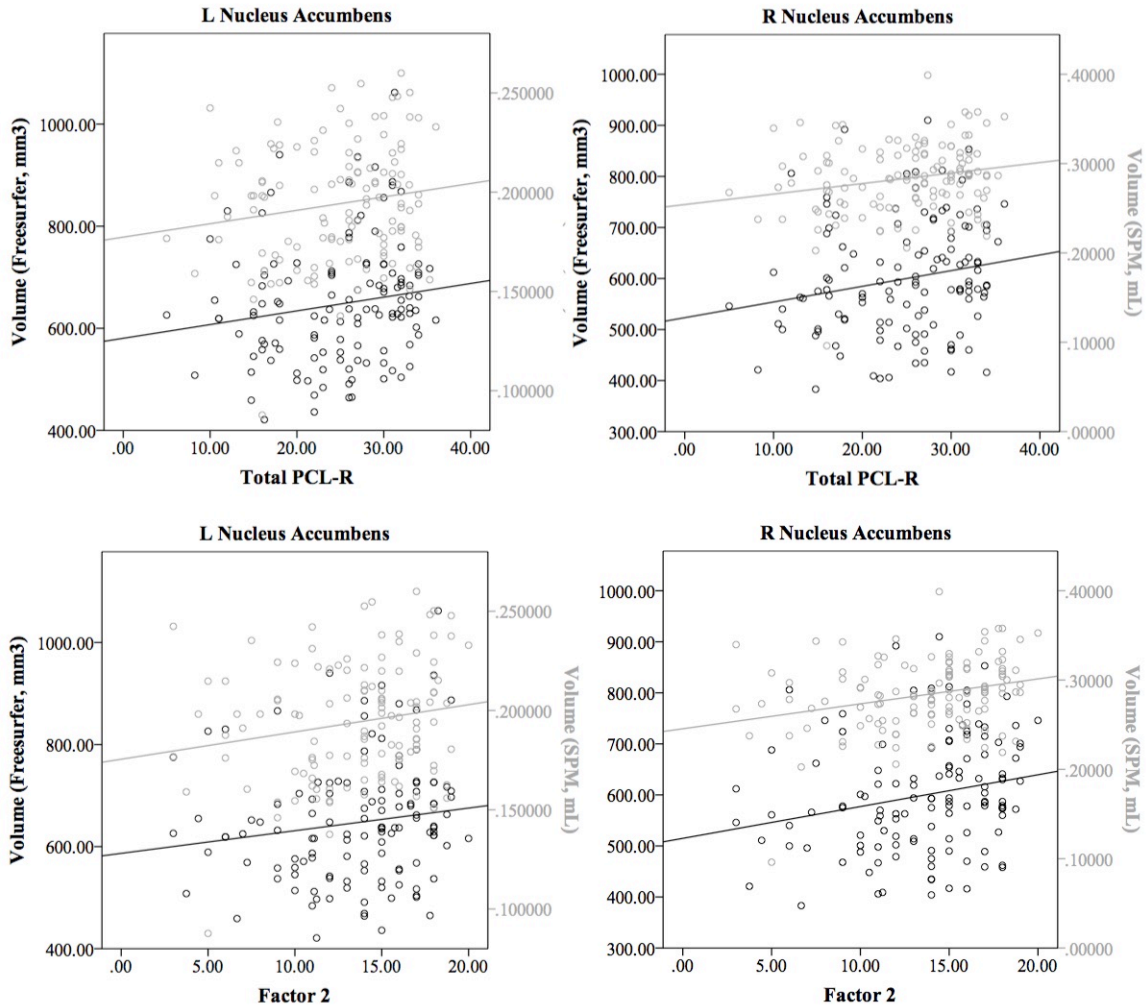 L Nucleus Accumbens
R Nucleus Accumbens
Volume (Freesurfer, mm3)
1000.00
800.00
600.00
400.00
.250000
.200000
.150000
.100000
.00 10.00 20.00 30.00 40.00
Total PCL-R
Volume (Freesurfer, mm3)
1000.00
900.00
800.00
700.00
600.00
500.00
400.00
300.00
.40000
.30000
.20000
.10000
.00000
Volume (SPM, mL)
.00 10.00 20.00 30.00 40.00
Total PCL-R
L Nucleus Accumbens
R Nucleus Accumbens
Volume (Freesurfer, mm3)
1000.00
800.00
600.00
400.00
.250000
.200000
.150000
.100000
Volume (SPM, mL)
.00 5.00 10.00 15.00 20.00
Factor 2
Volume (Freesurfer, mm3)
1000.00
900.00
800.00
700.00
600.00
500.00
400.00
300.00
.40000
.30000
.20000
.10000
.00000
Volume (SPM, mL)
.00 5.00 10.00 15.00 20.00
Factor 2